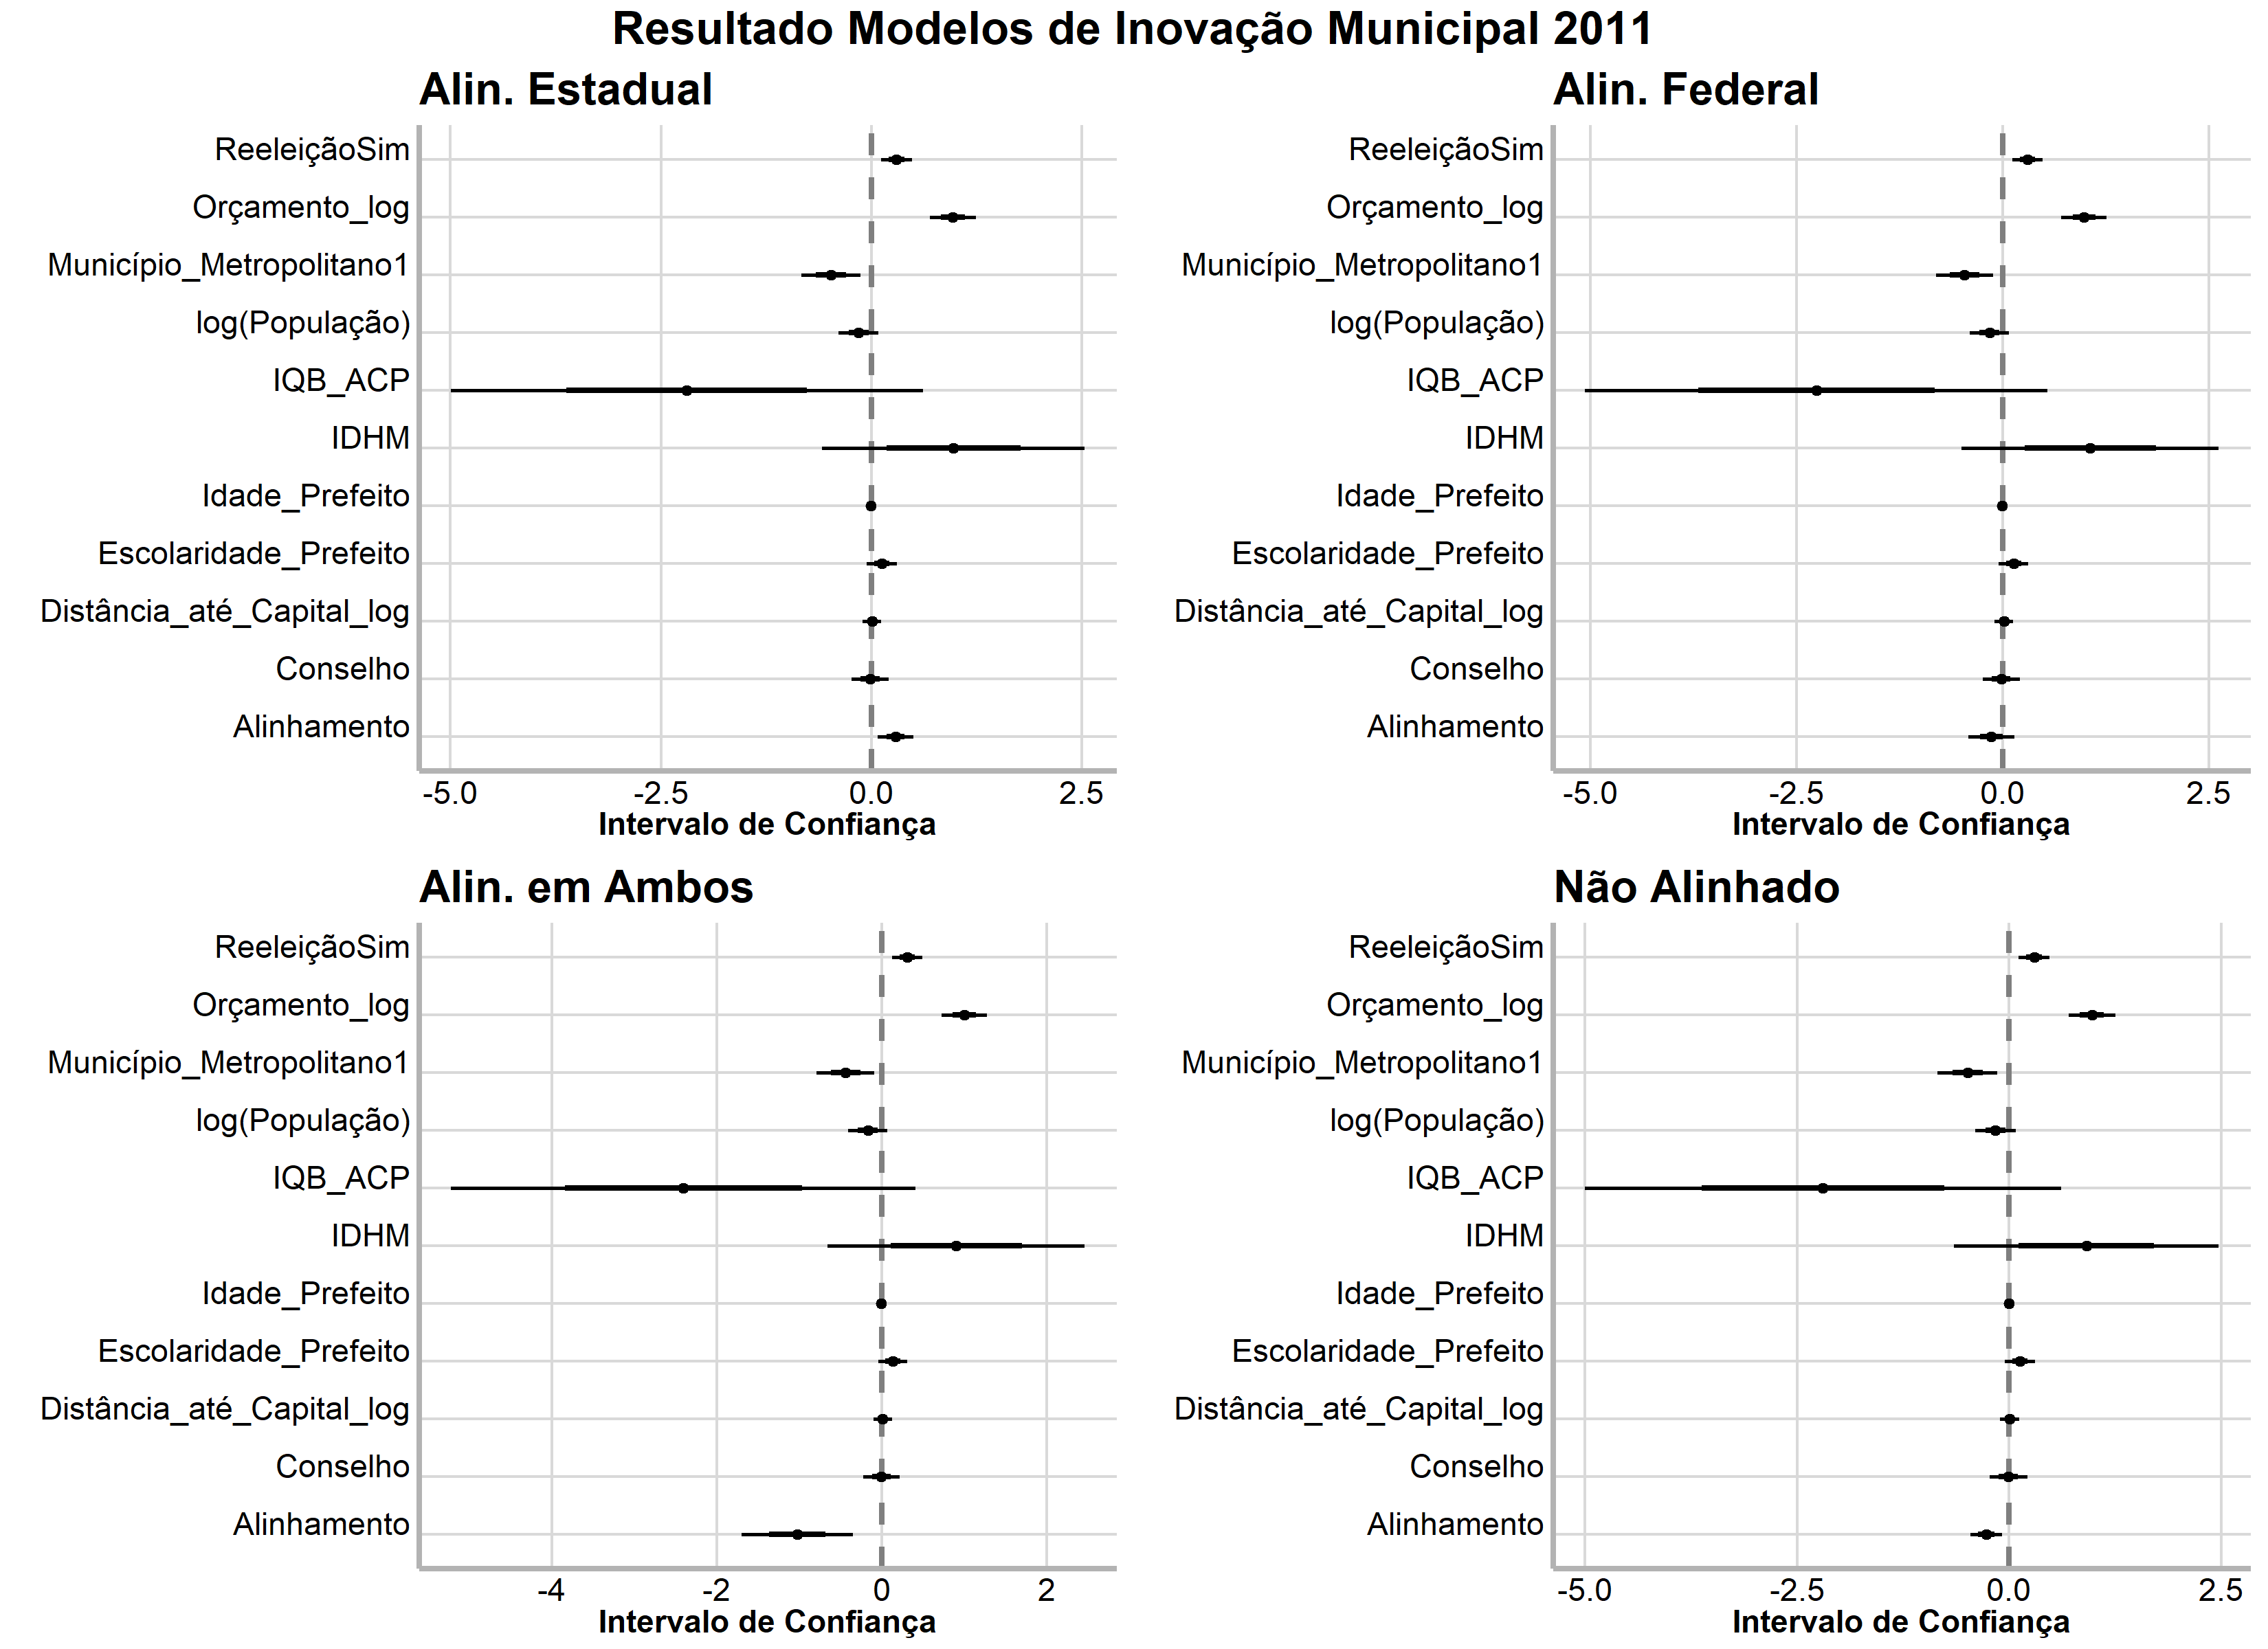 Resultado Modelos de Inovação Municipal 2011
Alin. Estadual
ReeleiçãoSim
Orçamento_log
Município_Metropolitano1
log(População)
IQB_ACP
IDHM
Idade_Prefeito
Escolaridade_Prefeito
Distância_até_Capital_log
Conselho
Alinhamento
-5.0 -2.5 0.0 2.5
Intervalo de Confiança
Alin. Federal
ReeleiçãoSim
Orçamento_log
Município_Metropolitano1
log(População)
IQB_ACP
IDHM
Idade_Prefeito
Escolaridade_Prefeito
Distância_até_Capital_log
Conselho
Alinhamento
-5.0 -2.5 0.0 2.5
Intervalo de Confiança
Alin. em Ambos
ReeleiçãoSim
Orçamento_log
Município_Metropolitano1
log(População)
IQB_ACP
IDHM
Idade_Prefeito
Escolaridade_Prefeito
Distância_até_Capital_log
Conselho
Alinhamento
-4 -2 0 2
Intervalo de Confiança
Não Alinhado
ReeleiçãoSim
Orçamento_log
Município_Metropolitano1
log(População)
IQB_ACP
IDHM
Idade_Prefeito
Escolaridade_Prefeito
Distância_até_Capital_log
Conselho
Alinhamento
-5.0 -2.5 0.0 2.5
Intervalo de Confiança